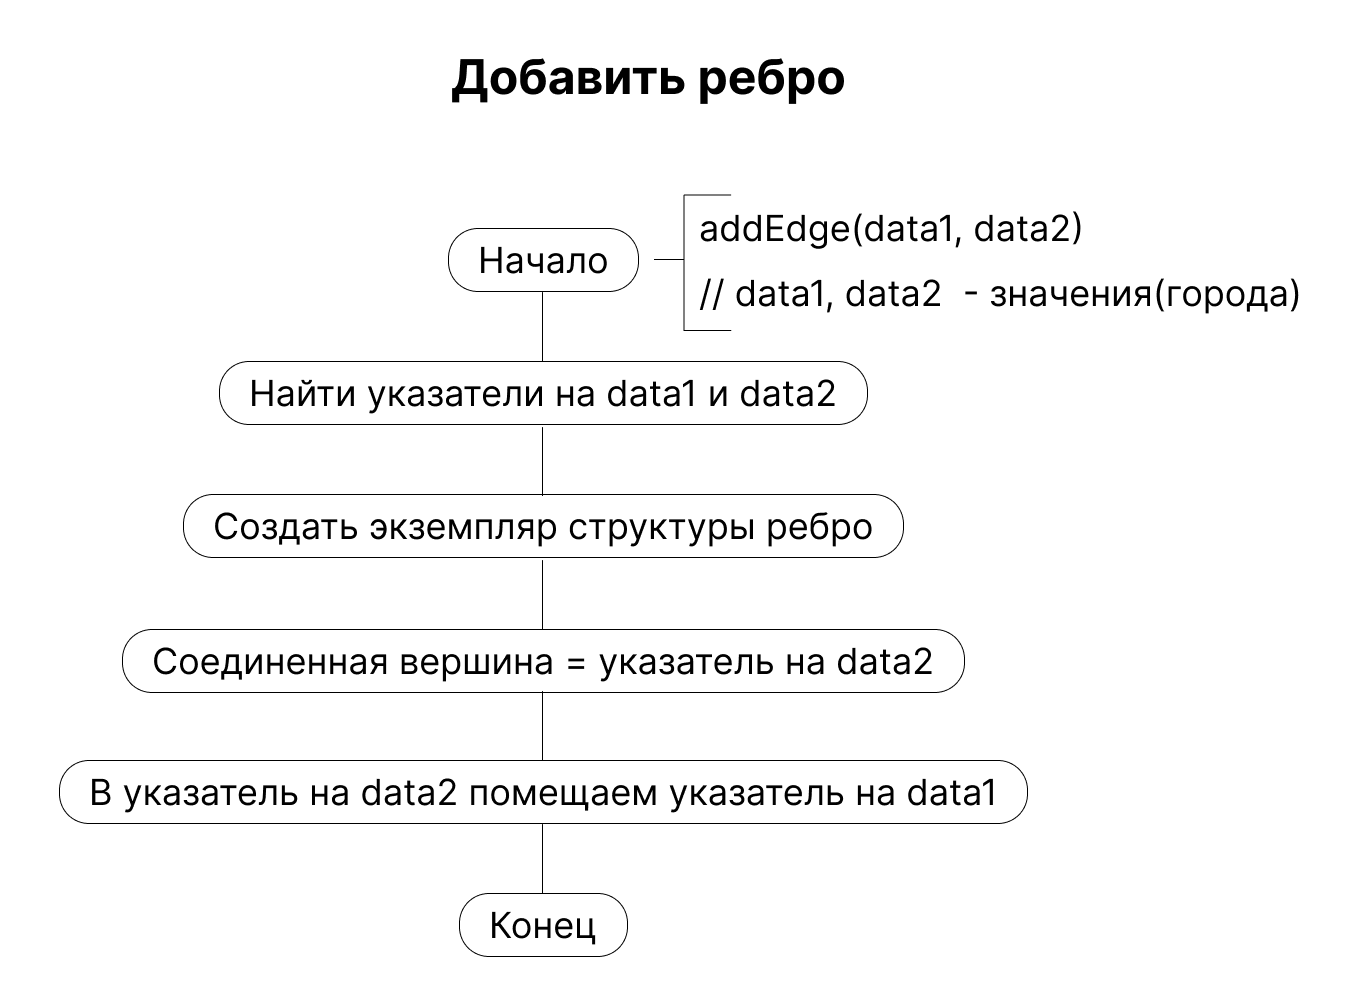 Добавить ребро
Начало
addEdge(data1, data2)
// data1, data2 - значения(города)
Найти указатели на data1 и data2
Создать экземпляр структуры ребро
Соединенная вершина = указатель на data2
В указатель на data2 помещаем указатель на data1
Конец